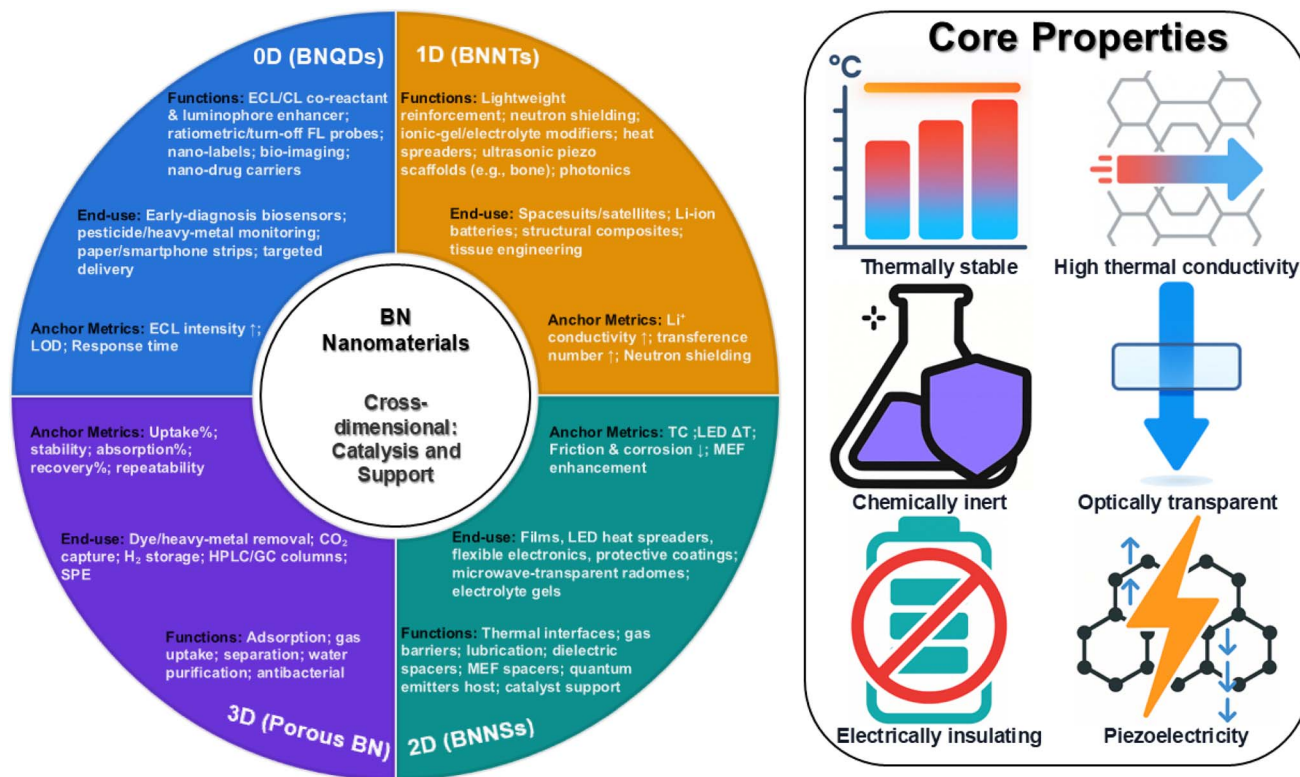 0D (BNQDs)
Functions: ECL/CL co-reactant
& luminophore enhancer;
ratiometric/turn-off FL probes;
nano-labels; bio-imaging;
nano-drug carriers
End-use: Early-diagnosis biosensors;
pesticide/heavy-metal monitoring;
paper/smartphone strips; targeted
delivery
Anchor Metrics: ECL intensity ↑;
LOD; Response time
1D (BNNTs)
Functions: Lightweight
reinforcement; neutron shielding;
ionic-gel/electrolyte modifiers; heat
spreaders; ultrasonic piezo
scaffolds (e.g., bone); photonics
End-use: Spacesuits/satellites; Li-ion
batteries; structural composites;
tissue engineering
Anchor Metrics: Li⁺
conductivity ↑; transference
number ↑; Neutron shielding
BN
Nanomaterials
Cross-
dimensional:
Catalysis and
Support
Anchor Metrics: Uptake%;
stability; absorption%;
recovery%; repeatability
End-use: Dye/heavy-metal removal; CO₂
capture; H₂ storage; HPLC/GC columns;
SPE
Functions: Adsorption; gas
uptake; separation; water
purification; antibacterial
3D (Porous BN)
Anchor Metrics: TC ;LED ΔT;
Friction & corrosion ↓; MEF
enhancement
End-use: Films, LED heat spreaders,
flexible electronics, protective coatings;
microwave-transparent radomes;
electrolyte gels
Functions: Thermal interfaces; gas
barriers; lubrication; dielectric
spacers; MEF spacers; quantum
emitters host; catalyst support
2D (BNNSs)
Core Properties
°C
Thermally stable
High thermal conductivity
Chemically inert
Optically transparent
Electrically insulating
Piezoelectricity